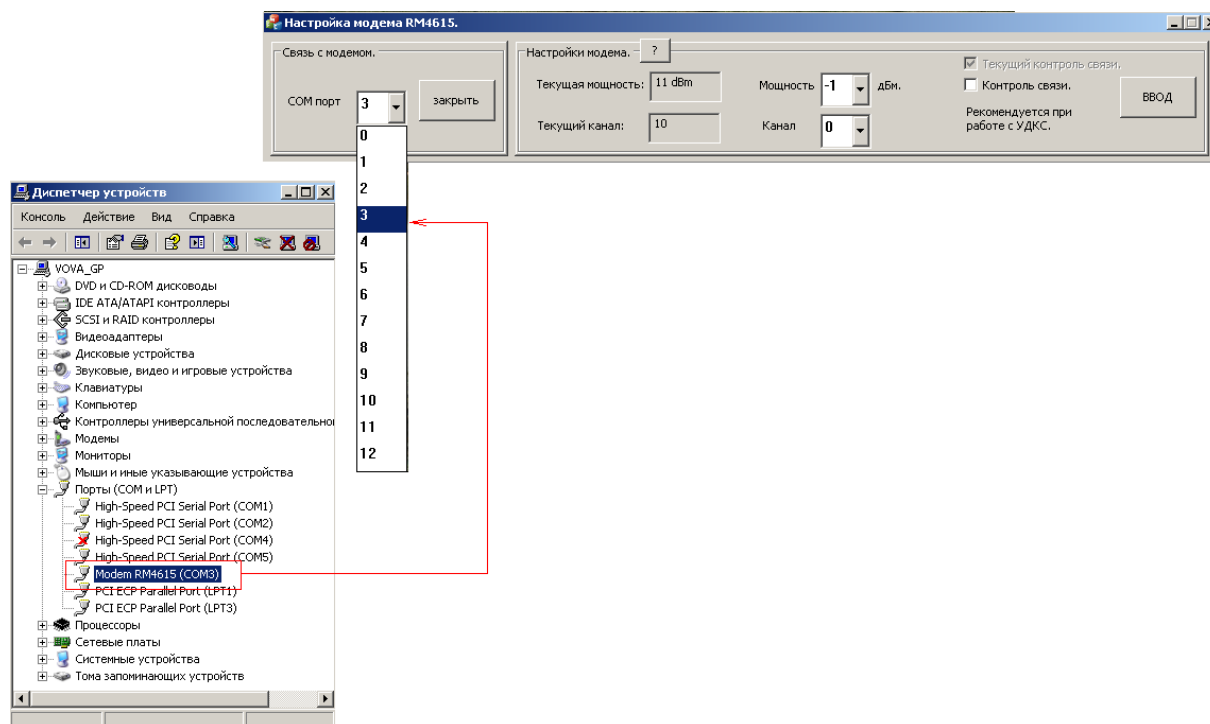 Настройка модема RM4615.
Связь с модемом.
COM порт
3
закрыть
0
1
2
3
4
5
6
7
8
9
10
11
12
Настройки модема.
?
Текущая мощность:
11 dBm
Мощность
-1
дБм.
Текущий канал:
10
Канал
0
Текущий контроль связи.
Контроль связи.
Рекомендуется при
работе с УДКС.
ВВОД
Диспетчер устройств
Консоль Действие Вид Справка
VOVA_GP
DVD и CD-ROM дисководы
IDE ATA/ATAPI контроллеры
SCSI и RAID контроллеры
Видеоадаптеры
Дисковые устройства
Звуковые, видео и игровые устройства
Клавиатуры
Компьютер
Контроллеры универсальной последовательно
Модемы
Мониторы
Мыши и иные указывающие устройства
Порты (COM и LPT)
High-Speed PCI Serial Port (COM1)
High-Speed PCI Serial Port (COM2)
High-Speed PCI Serial Port (COM4)
High-Speed PCI Serial Port (COM5)
Modem RM4615 (COM3)
PCI ECP Parallel Port (LPT1)
PCI ECP Parallel Port (LPT3)
Процессоры
Сетевые платы
Системные устройства
Тома запоминающих устройств